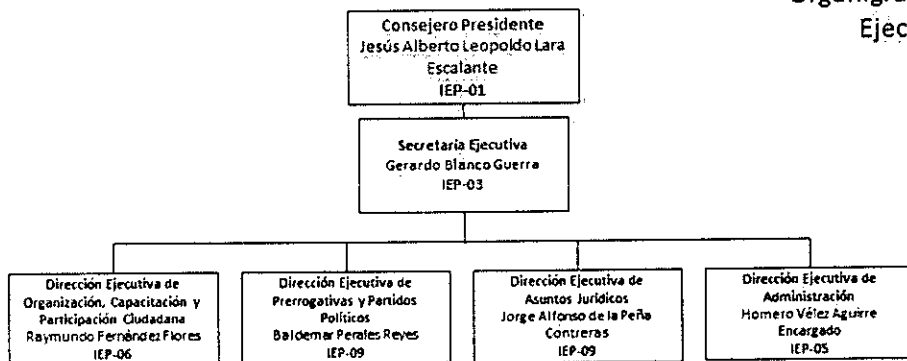 Ejec
Consejero Presidente
Jesús Alberto Leopoldo Lara
Escalante
IEP-01
Secretaria Ejecutiva
Gerardo Blanco Guerra
IEP-03
Dirección Ejecutiva de
Organización, Capacitación y
Participación Ciudadana
Raymundo Fernández Flores
IEP-06
Dirección Ejecutiva de
Prerrogativas y Partidos
Políticos
Baldemar Perales Reyes
IEP-09
Dirección Ejecutiva de
Asuntos Jurídicos
Jorge Alfonso de la Peña
Contreras
IEP-09
Dirección Ejecutiva de
Administración
Homero Vélez Aguirre
Encargado
IEP-05